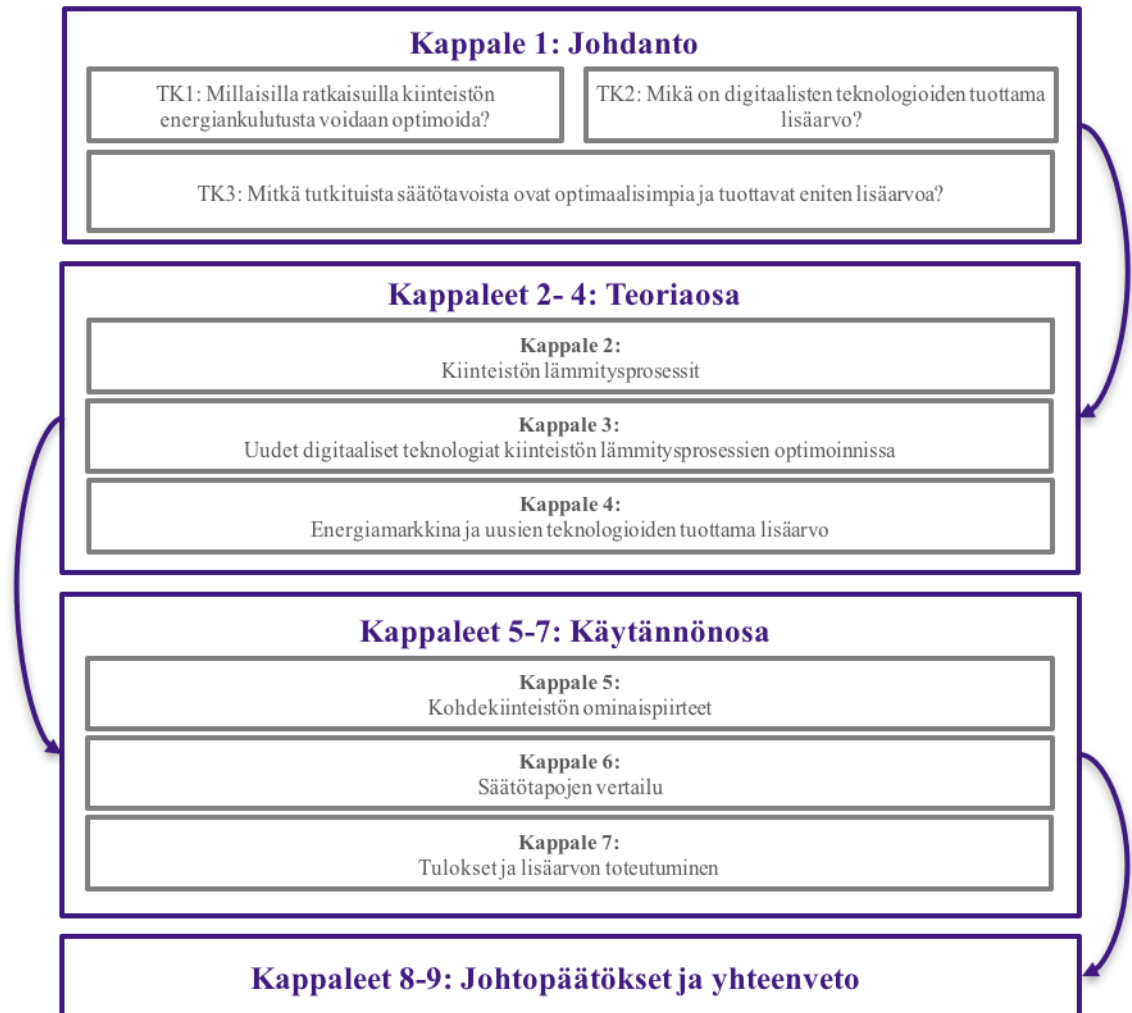 Kappale 1: Johdanto
TK1: Millaisilla ratkaisuilla kiinteistön
energiankulutusta voidaan optimoida?
TK2: Mikä on digitaalisten teknologioiden tuottama
lisäarvo?
TK3: Mitkä tutkituista säätötavoista ovat optimaalisimpia ja tuottavat eniten lisäarvoa?
Kappaleet 2- 4: Teoriaosa
Kappale 2:
Kiinteistön lämmitysprosessit
Kappale 3:
Uudet digitaaliset teknologiat kiinteistön lämmitysprosessien optimoinnissa
Kappale 4:
Energiamarkkina ja uusien teknologioiden tuottama lisäarvo
Kappaleet 5-7: Käytännönosa
Kappale 5:
Kohdekiinteistön ominaispiirteet
Kappale 6:
Säätötapojen vertailu
Kappale 7:
Tulokset ja lisäarvon toteutuminen
Kappaleet 8-9: Johtopäätökset ja yhteenveto